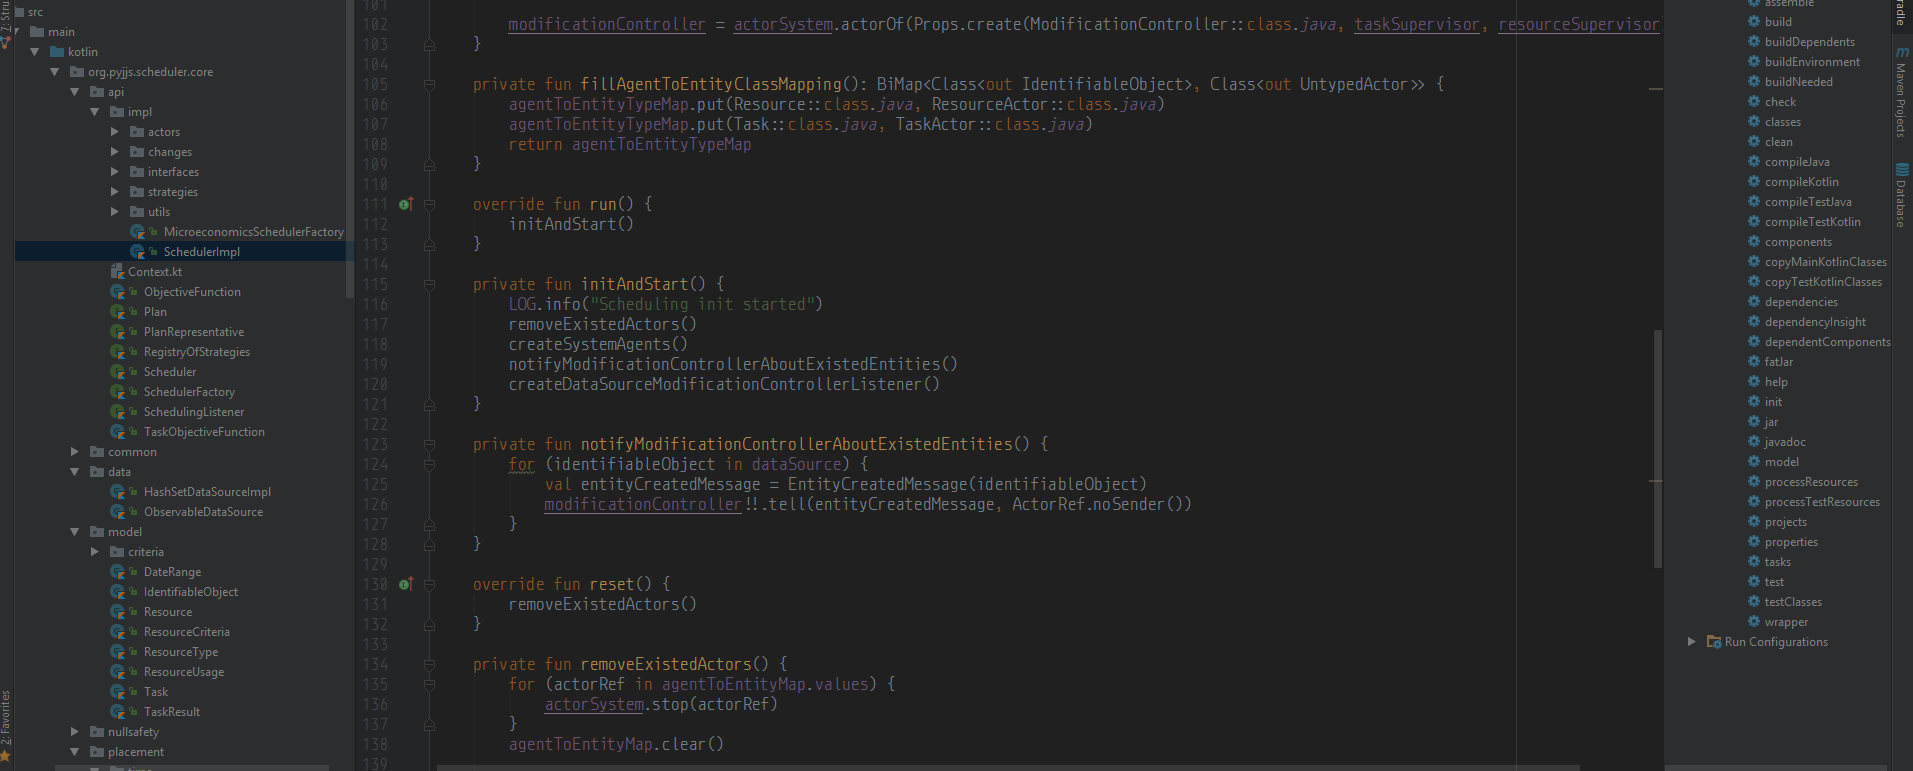 7: Stru
2: Favorites
src
main
kotlin
org.pyjjs.scheduler.core
api
impl
actors
changes
interfaces
strategies
utils
MicroeconomicsSchedulerFactory
SchedulerImpl
Context.kt
ObjectiveFunction
Plan
PlanRepresentative
RegistryOfStrategies
Scheduler
SchedulerFactory
SchedulingListener
TaskObjectiveFunction
common
data
HashSetDataSourceImpl
ObservableDataSource
model
criteria
DateRange
IdentifiableObject
Resource
ResourceCriteria
ResourceType
ResourceUsage
Task
TaskResult
nullsafety
placement
time
101
102 modificationController = actorSystem.actorOf(Props.create(ModificationController::class.java, taskSupervisor, resourceSupervisor
103 }
104
105 private fun fillAgentToEntityClassMapping(): BiMap<Class<out IdentifiableObject>, Class<out UntypedActor>> {
106 agentToEntityTypeMap.put(Resource::class.java, ResourceActor::class.java)
107 agentToEntityTypeMap.put(Task::class.java, TaskActor::class.java)
108 return agentToEntityTypeMap
109 }
110
111 override fun run() {
112 initAndStart()
113 }
114
115 private fun initAndStart() {
116 LOG.info("Scheduling init started")
117 removeExistedActors()
118 createSystemAgents()
119 notifyModificationControllerAboutExistedEntities()
120 createDataSourceModificationControllerListener()
121 }
122
123 private fun notifyModificationControllerAboutExistedEntities() {
124 for (identifiableObject in dataSource) {
125 val entityCreatedMessage = EntityCreatedMessage(identifiableObject)
126 modificationController!!.tell(entityCreatedMessage, ActorRef.noSender())
127 }
128 }
129
130 override fun reset() {
131 removeExistedActors()
132 }
133
134 private fun removeExistedActors() {
135 for (actorRef in agentToEntityMap.values) {
136 actorSystem.stop(actorRef)
137 }
138 agentToEntityMap.clear()
139
assemble
build
buildDependents
buildEnvironment
buildNeeded
check
classes
clean
compileJava
compileKotlin
compileTestJava
compileTestKotlin
components
copyMainKotlinClasses
copyTestKotlinClasses
dependencies
dependencyInsight
dependentComponents
fatJar
help
init
jar
javadoc
model
processResources
processTestResources
projects
properties
tasks
test
testClasses
wrapper
Run Configurations
radle
Maven Projects
Database